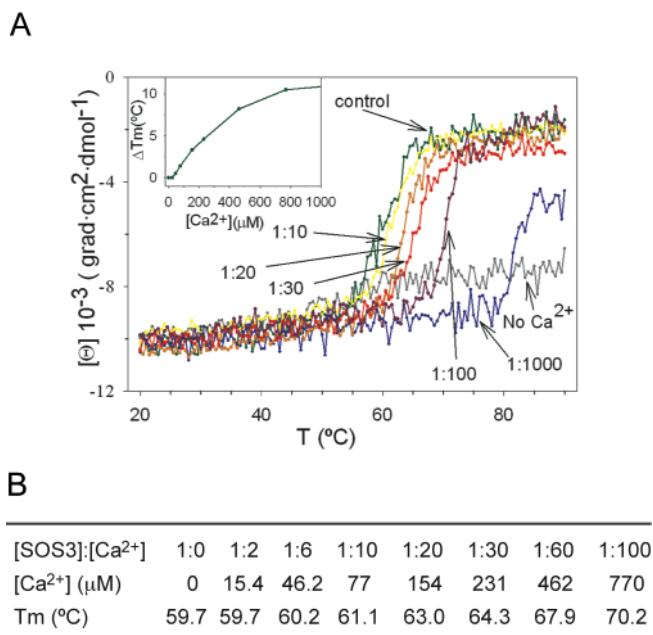 A
0
-4
-8
-12
[Θ] 10⁻³ ( grad·cm²·dmol⁻¹)
10
5
0
Δ Tm(ºC)
0 200 400 600 800 1000
[Ca²⁺](μM)
control
1:10
1:20
1:30
1:100
No Ca²⁺
1:1000
20 40 60 80
T (ºC)
B
[SOS3]:[Ca²⁺] 1:0 1:2 1:6 1:10 1:20 1:30 1:60 1:100
[Ca²⁺] (μM) 0 15.4 46.2 77 154 231 462 770
Tm (ºC) 59.7 59.7 60.2 61.1 63.0 64.3 67.9 70.2